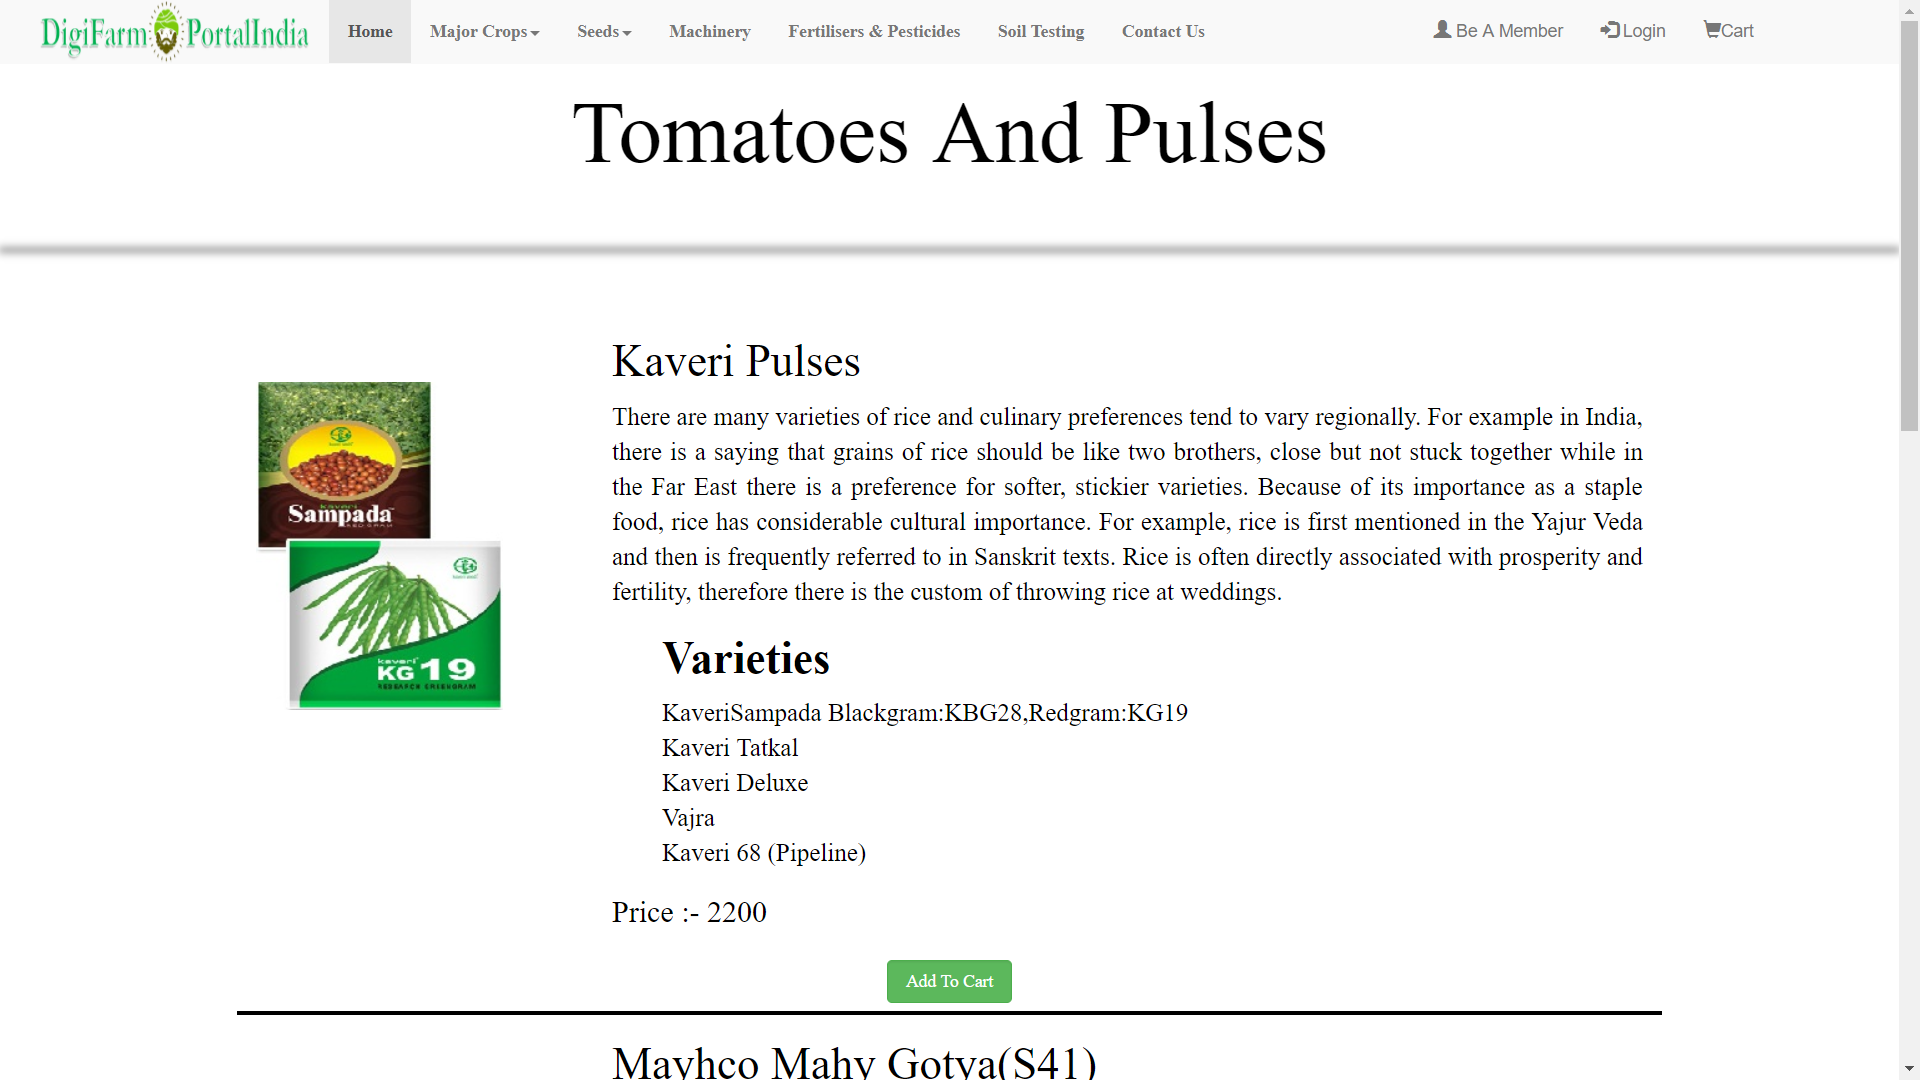 DigiFarm PortalIndia Home Major Crops Seeds Machinery Fertilisers & Pesticides Soil Testing Contact Us Be A Member Login Cart
Tomatoes And Pulses
Kaveri Pulses
There are many varieties of rice and culinary preferences tend to vary regionally. For example in India,
there is a saying that grains of rice should be like two brothers, close but not stuck together while in
the Far East there is a preference for softer, stickier varieties. Because of its importance as a staple
food, rice has considerable cultural importance. For example, rice is first mentioned in the Yajur Veda
and then is frequently referred to in Sanskrit texts. Rice is often directly associated with prosperity and
fertility, therefore there is the custom of throwing rice at weddings.
kaveri
Sampada
kaveri
KG 19
Varieties
KaveriSampada Blackgram:KBG28,Redgram:KG19
Kaveri Tatkal
Kaveri Deluxe
Vajra
Kaveri 68 (Pipeline)
Price :- 2200
Add To Cart
Mayhco Mahy Gotya(S41)